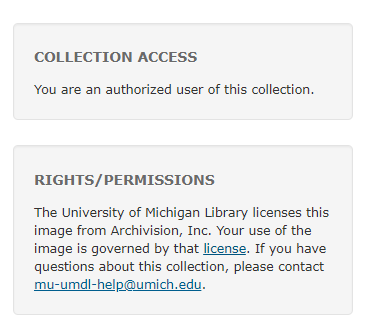 COLLECTION ACCESS
You are an authorized user of this collection.
RIGHTS/PERMISSIONS
The University of Michigan Library licenses this
image from Archivision, Inc. Your use of the
image is governed by that license. If you have
questions about this collection, please contact
mu-umdl-help@umich.edu.